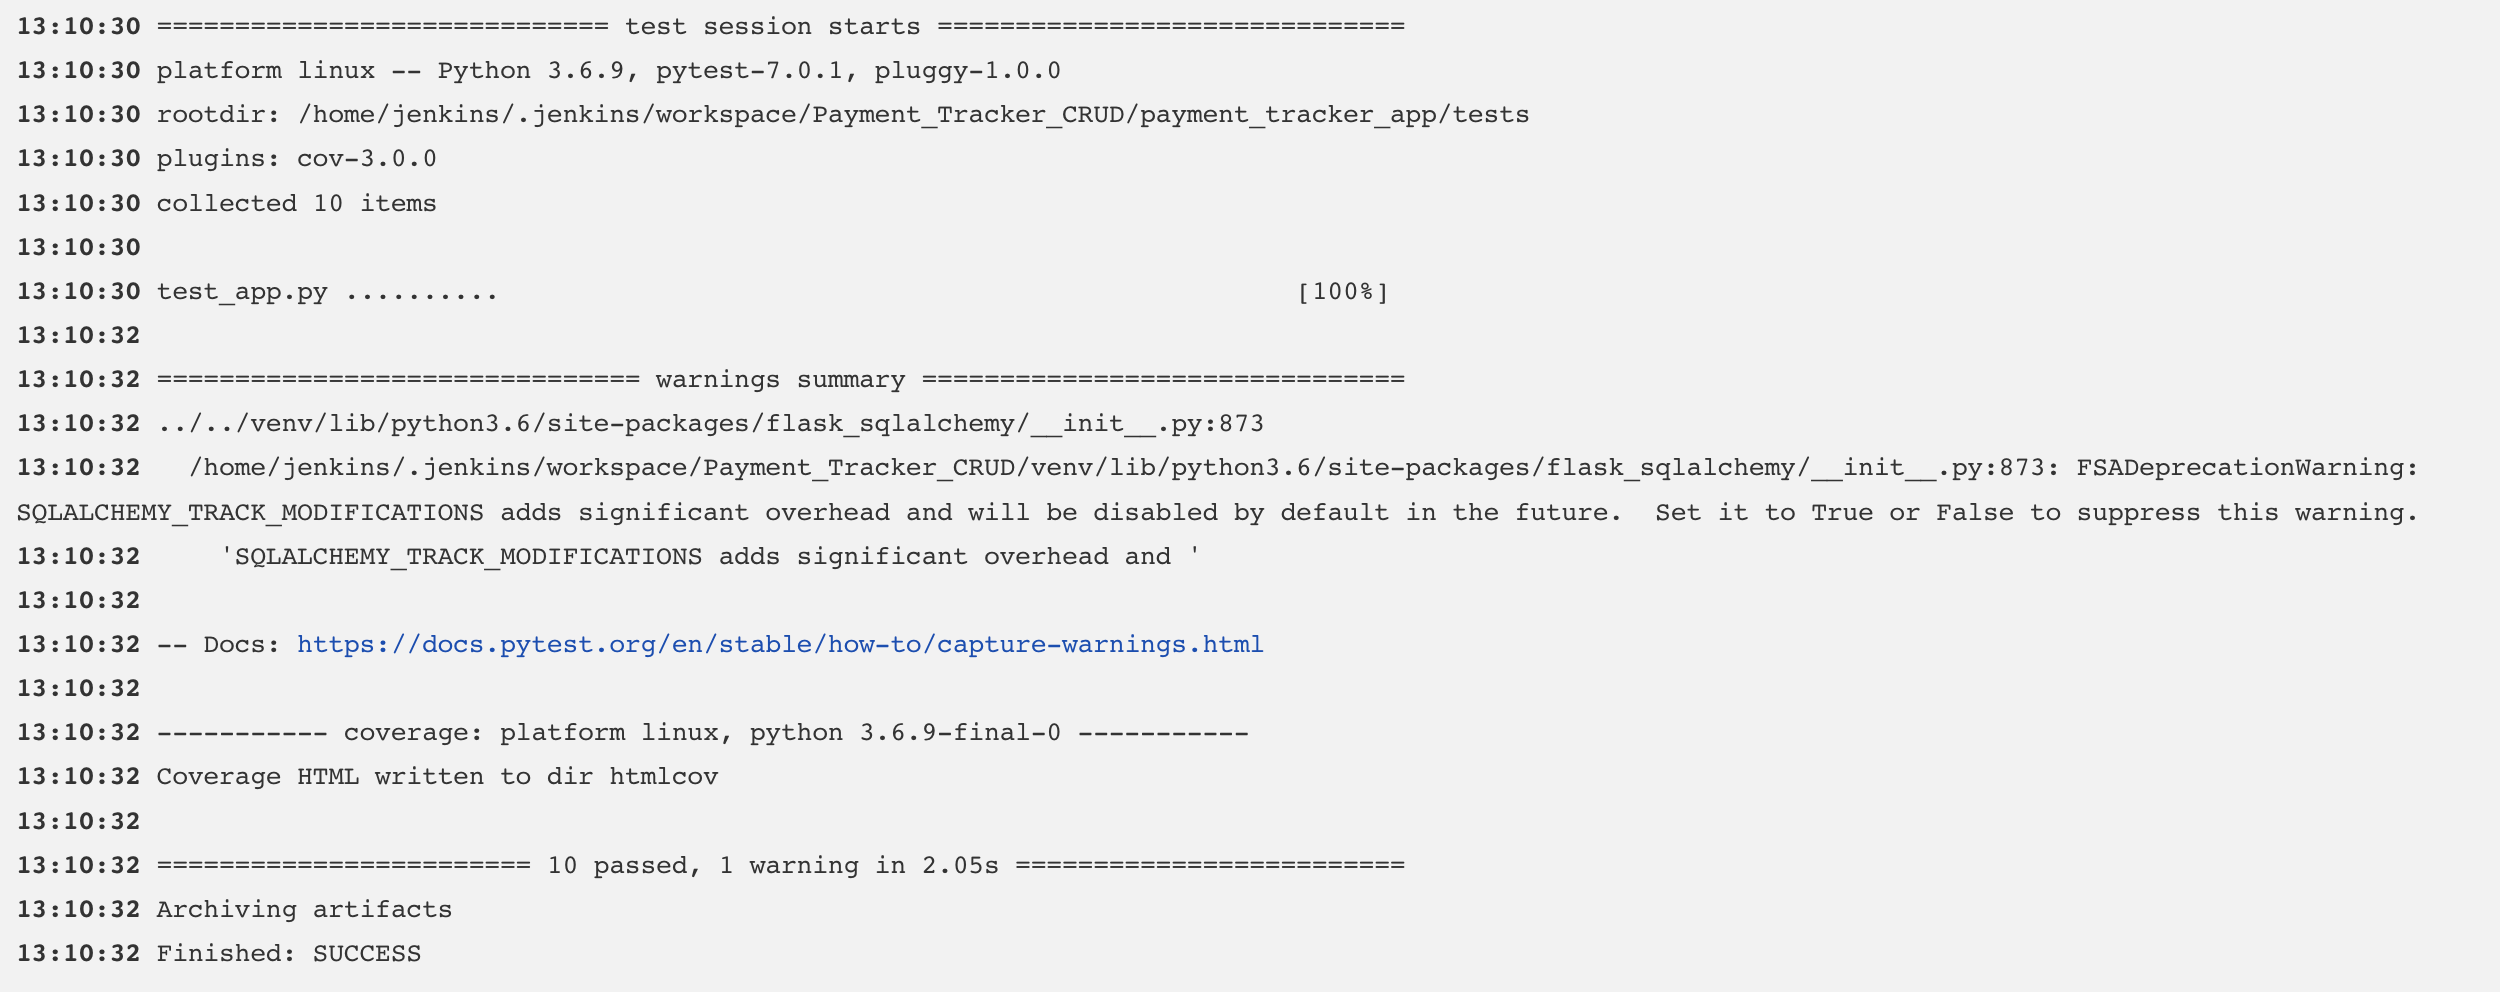 13:10:30 ============================= test session starts ==============================
13:10:30 platform linux -- Python 3.6.9, pytest-7.0.1, pluggy-1.0.0
13:10:30 rootdir: /home/jenkins/.jenkins/workspace/Payment_Tracker_CRUD/payment_tracker_app/tests
13:10:30 plugins: cov-3.0.0
13:10:30 collected 10 items
13:10:30
13:10:30 test_app.py ..........                                                   [100%]
13:10:32
13:10:32 =============================== warnings summary ===============================
13:10:32 ../../venv/lib/python3.6/site-packages/flask_sqlalchemy/__init__.py:873
13:10:32   /home/jenkins/.jenkins/workspace/Payment_Tracker_CRUD/venv/lib/python3.6/site-packages/flask_sqlalchemy/__init__.py:873: FSADeprecationWarning:
SQLALCHEMY_TRACK_MODIFICATIONS adds significant overhead and will be disabled by default in the future.  Set it to True or False to suppress this warning.
13:10:32     'SQLALCHEMY_TRACK_MODIFICATIONS adds significant overhead and '
13:10:32
13:10:32 -- Docs: https://docs.pytest.org/en/stable/how-to/capture-warnings.html
13:10:32
13:10:32 ----------- coverage: platform linux, python 3.6.9-final-0 -----------
13:10:32 Coverage HTML written to dir htmlcov
13:10:32
13:10:32 ======================== 10 passed, 1 warning in 2.05s =========================
13:10:32 Archiving artifacts
13:10:32 Finished: SUCCESS